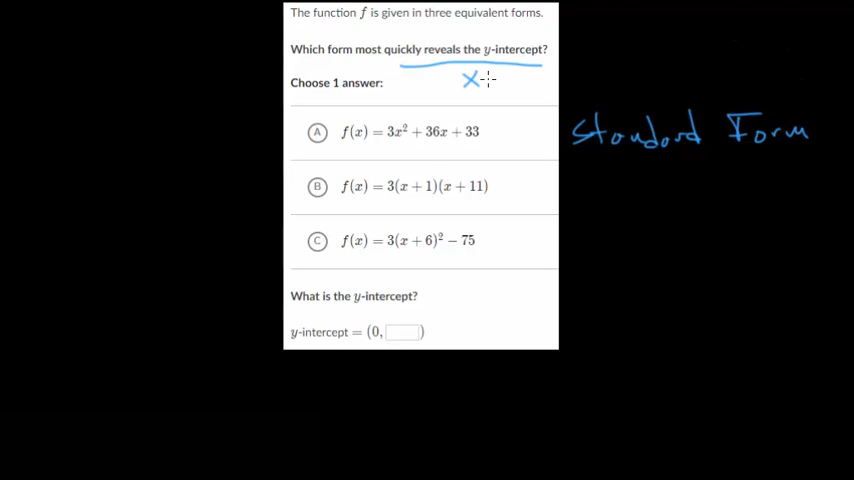 The function f is given in three equivalent forms.
Which form most quickly reveals the y-intercept?
Choose 1 answer:
x
A f(x) = 3x² + 36x + 33
Standard Form
B f(x) = 3(x + 1)(x + 11)
C f(x) = 3(x + 6)² – 75
What is the y-intercept?
y-intercept = (0, )